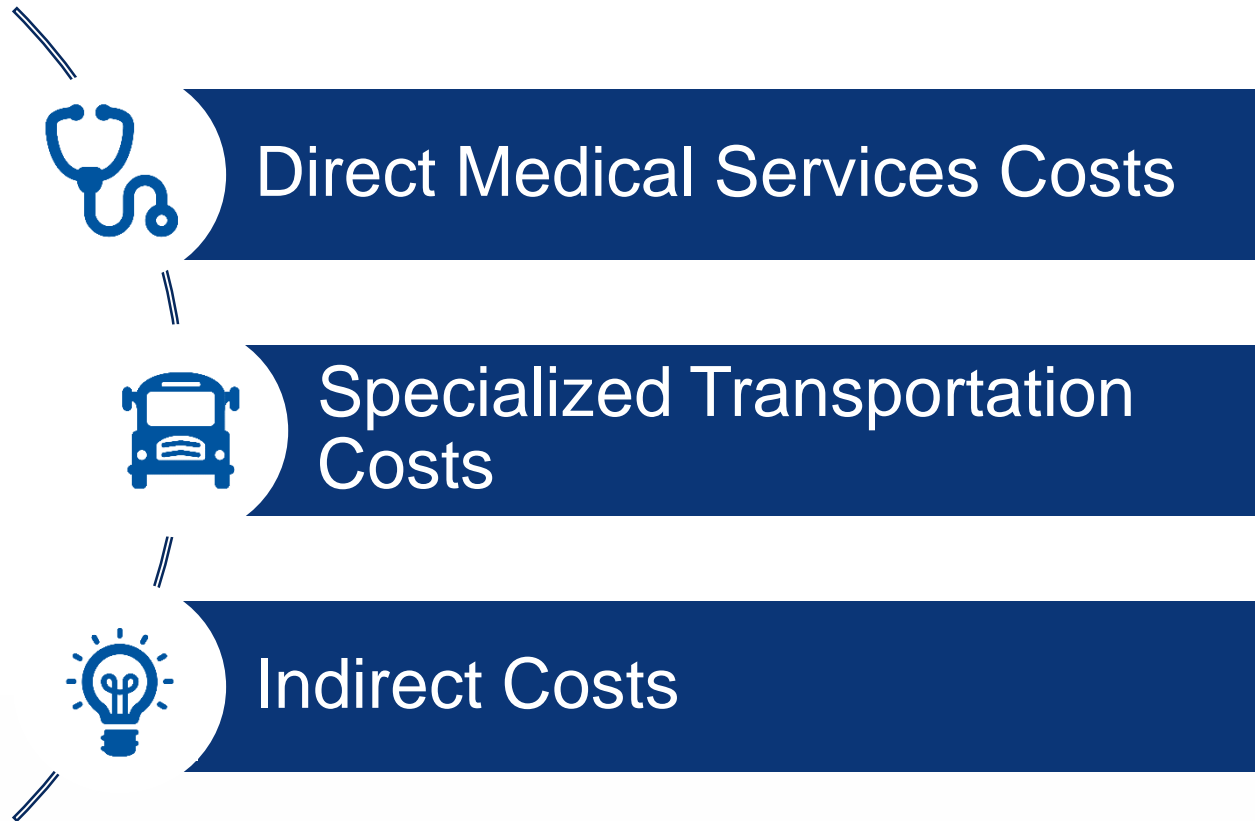 Direct Medical Services Costs
Specialized Transportation
Costs
Indirect Costs